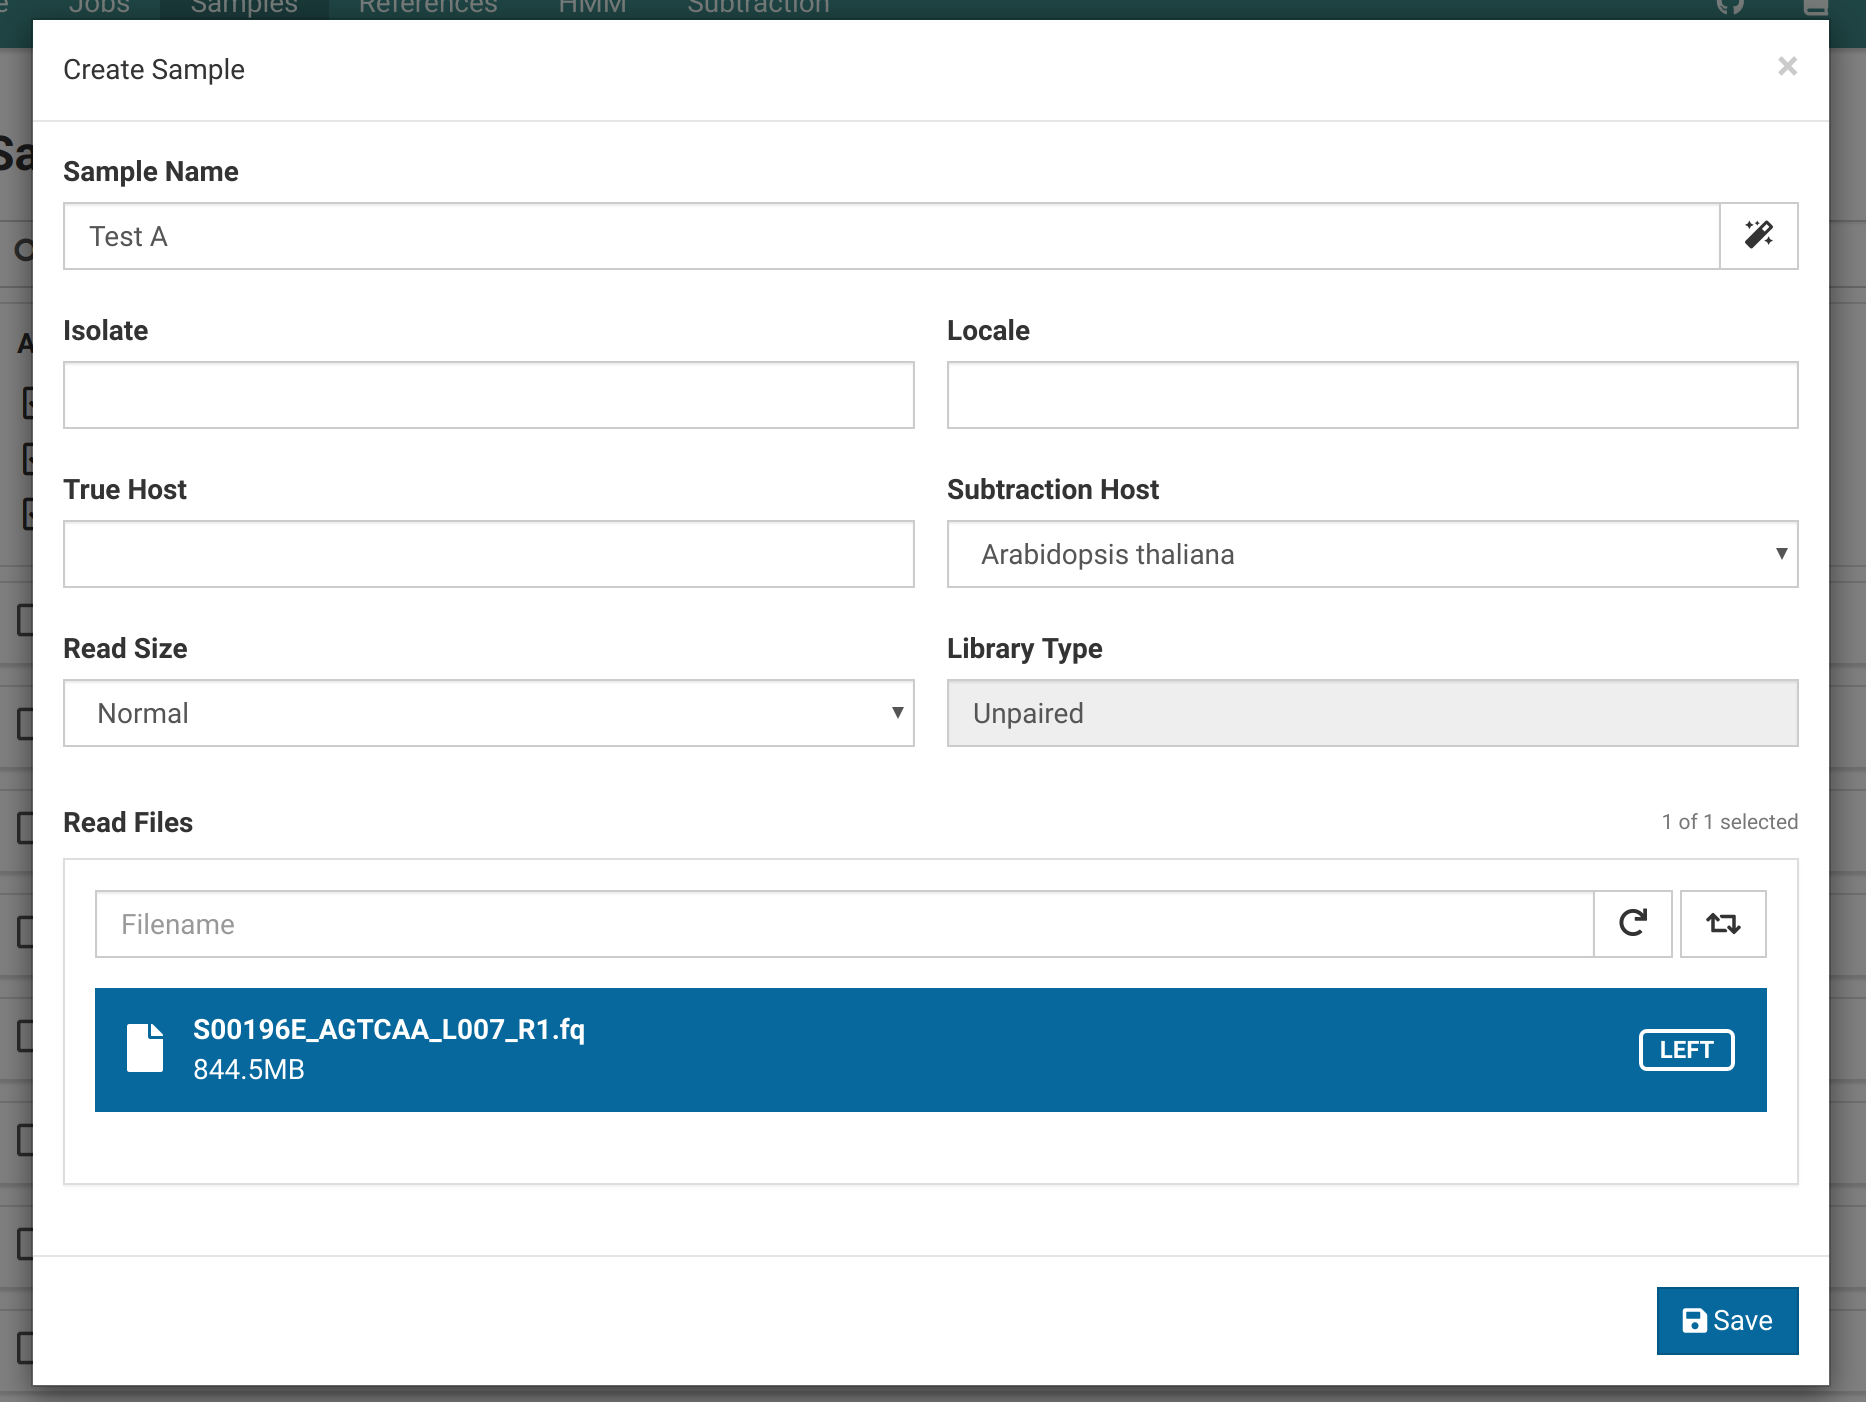 Jobs Samples References HMM Subtraction
Create Sample ×
Sa
Sample Name
Test A
Isolate Locale
True Host Subtraction Host
Arabidopsis thaliana
Read Size Library Type
Normal Unpaired
Read Files 1 of 1 selected
Filename
S00196E_AGTCAA_L007_R1.fq
844.5MB
LEFT
Save